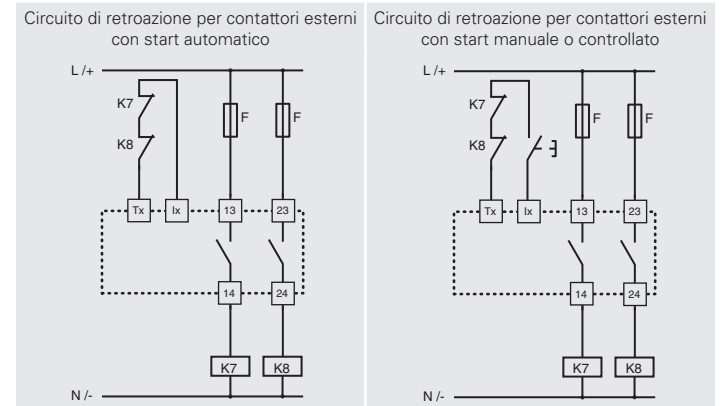 Circuito di retroazione per contattori esterni
con start automatico
L /+
K7
K8
F
F
Tx
Ix
13
23
14
24
K7
K8
N /-
Circuito di retroazione per contattori esterni
con start manuale o controllato
L /+
K7
K8
F
F
Tx
Ix
13
23
14
24
K7
K8
N /-